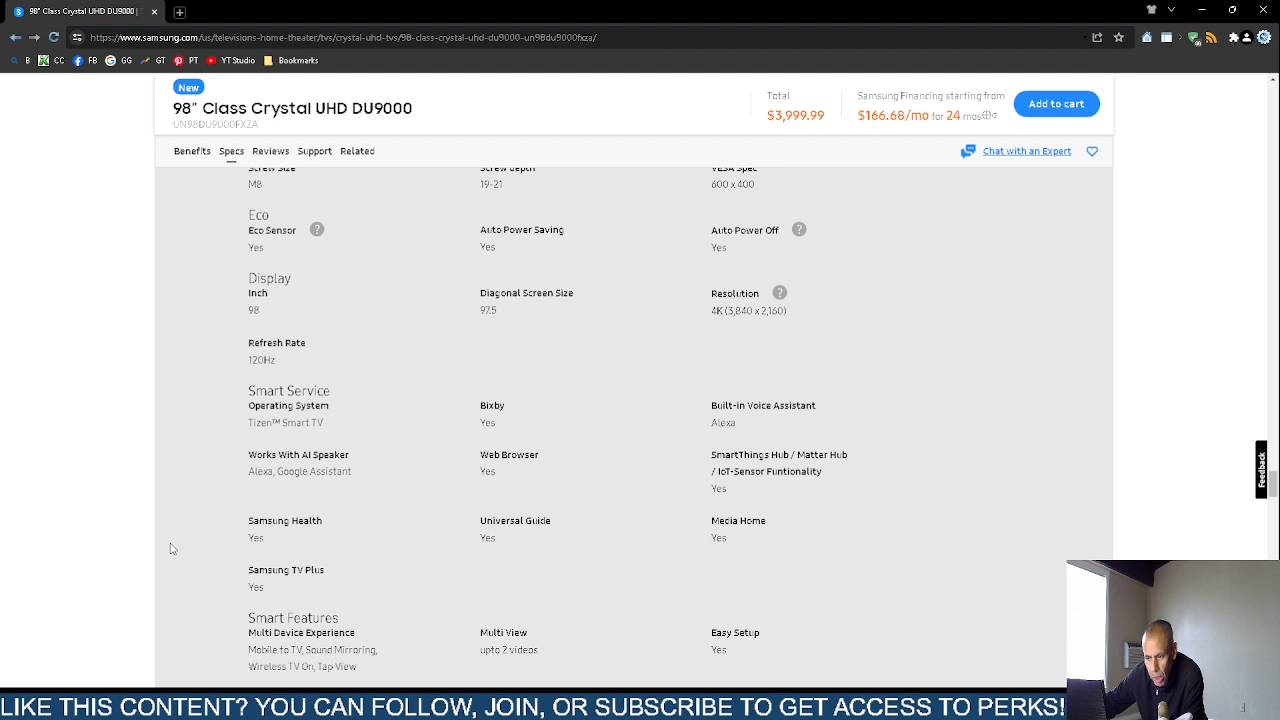 98" Class Crystal UHD DU9000 |
https://www.samsung.com/us/televisions-home-theater/tvs/crystal-uhd-tvs/98-class-crystal-uhd-du9000-un98du9000fxza/
B CC FB GG GT PT YT Studio Bookmarks
New
98" Class Crystal UHD DU9000
UN98DU9000FXZA
Total
$3,999.99
Samsung Financing starting from
$166.68/mo for 24 mos
Add to cart
Benefits Specs Reviews Support Related
Chat with an Expert
Screw Size Screw depth VESA Spec
M8 19-21 600 x 400
Eco
Eco Sensor ? Auto Power Saving Auto Power Off ?
Yes Yes Yes
Display
Inch Diagonal Screen Size Resolution ?
98 97.5 4K (3,840 x 2,160)
Refresh Rate
120Hz
Smart Service
Operating System Bixby Built-in Voice Assistant
Tizen™ Smart TV Yes Alexa
Works With AI Speaker Web Browser SmartThings Hub / Matter Hub
/ IoT-Sensor Funtionality
Alexa, Google Assistant Yes
Yes
Samsung Health Universal Guide Media Home
Yes Yes Yes
Samsung TV Plus
Yes
Smart Features
Multi Device Experience Multi View Easy Setup
Mobile to TV, Sound Mirroring, upto 2 videos Yes
Wireless TV On, Tap View
Feedback
LIKE THIS CONTENT? YOU CAN FOLLOW, JOIN, OR SUBSCRIBE TO GET ACCESS TO PERKS!